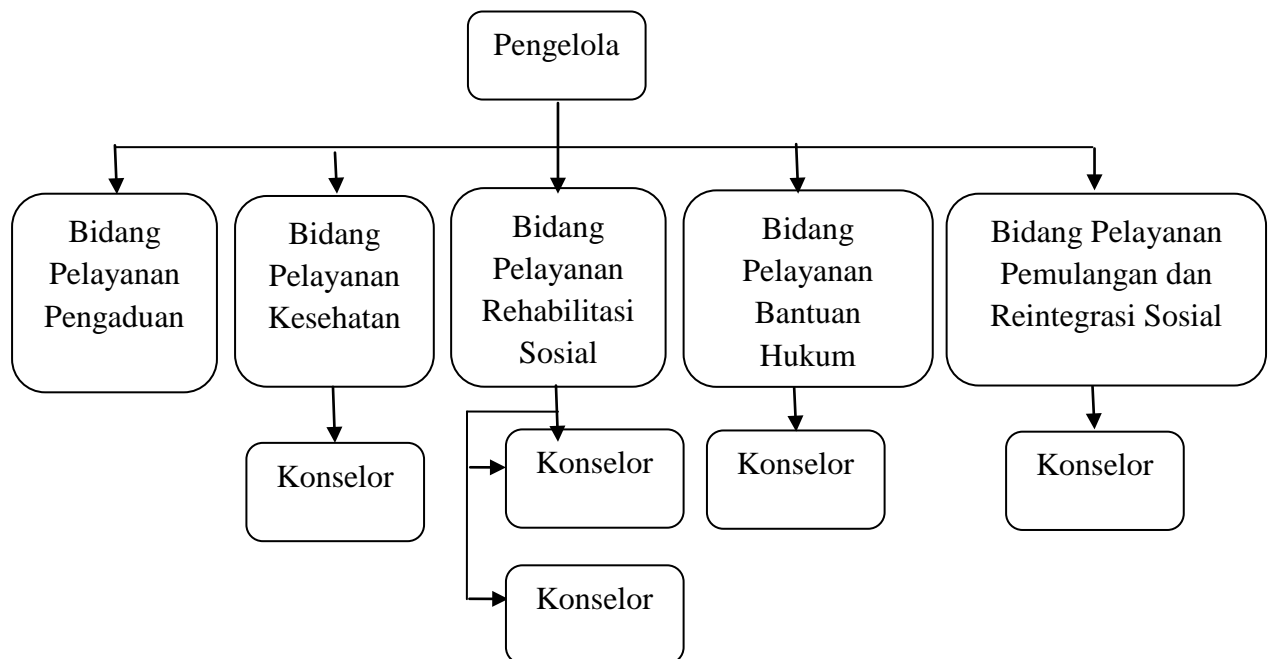 Pengelola
Bidang
Pelayanan
Pengaduan
Bidang
Pelayanan
Kesehatan
Bidang
Pelayanan
Rehabilitasi
Sosial
Bidang
Pelayanan
Bantuan
Hukum
Bidang Pelayanan
Pemulangan dan
Reintegrasi Sosial
Konselor
Konselor
Konselor
Konselor
Konselor